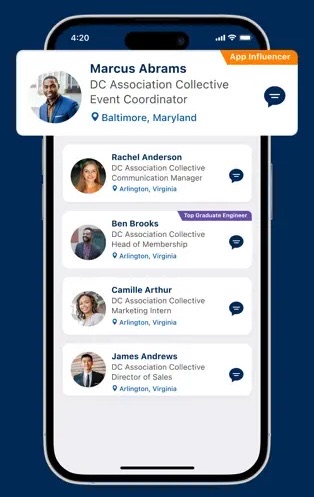 4:20
App Influencer
Marcus Abrams
DC Association Collective
Event Coordinator
Baltimore, Maryland
Rachel Anderson
DC Association Collective
Communication Manager
Arlington, Virginia
Top Graduate Engineer
Ben Brooks
DC Association Collective
Head of Membership
Arlington, Virginia
Camille Arthur
DC Association Collective
Marketing Intern
Arlington, Virginia
James Andrews
DC Association Collective
Director of Sales
Arlington, Virginia